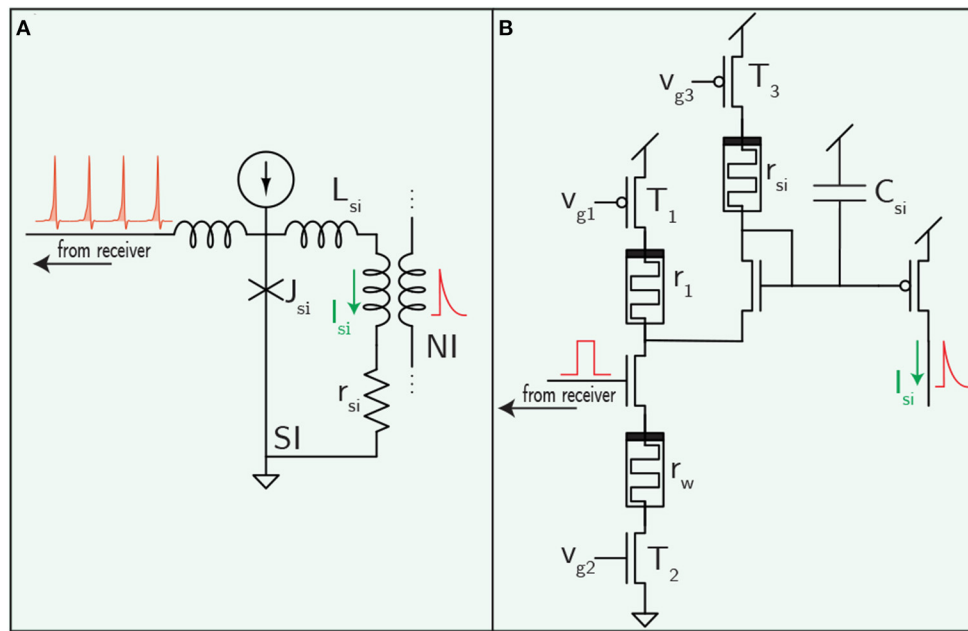 A
L_si
from receiver
J_si
I_si
NI
r_si
SI
B
v_g3
T_3
r_si
C_si
v_g1
T_1
r_1
from receiver
I_si
r_w
v_g2
T_2